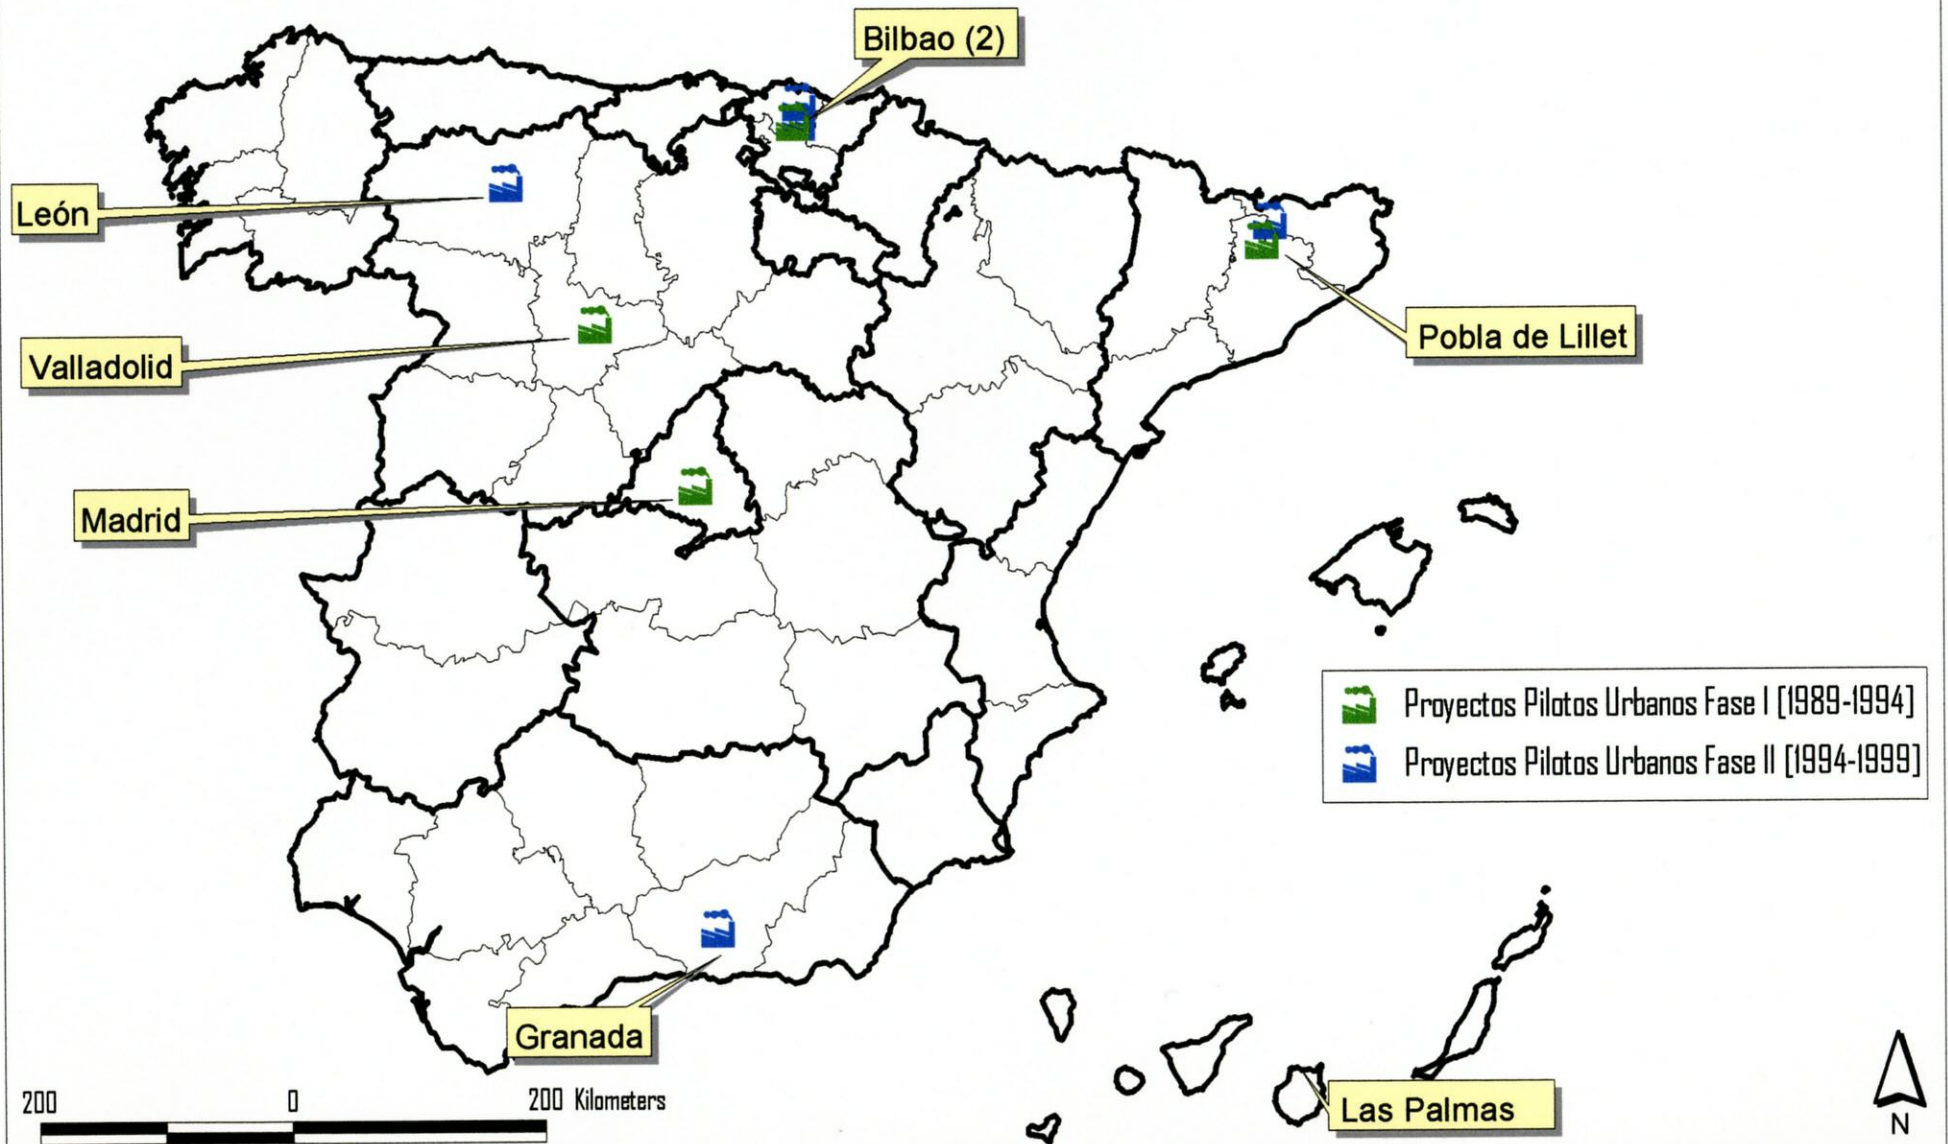 Bilbao (2)
León
Pobla de Lillet
Valladolid
Madrid
Proyectos Pilotos Urbanos Fase I [1989-1994]
Proyectos Pilotos Urbanos Fase II [1994-1999]
Granada
200 0 200 Kilometers
Las Palmas
N